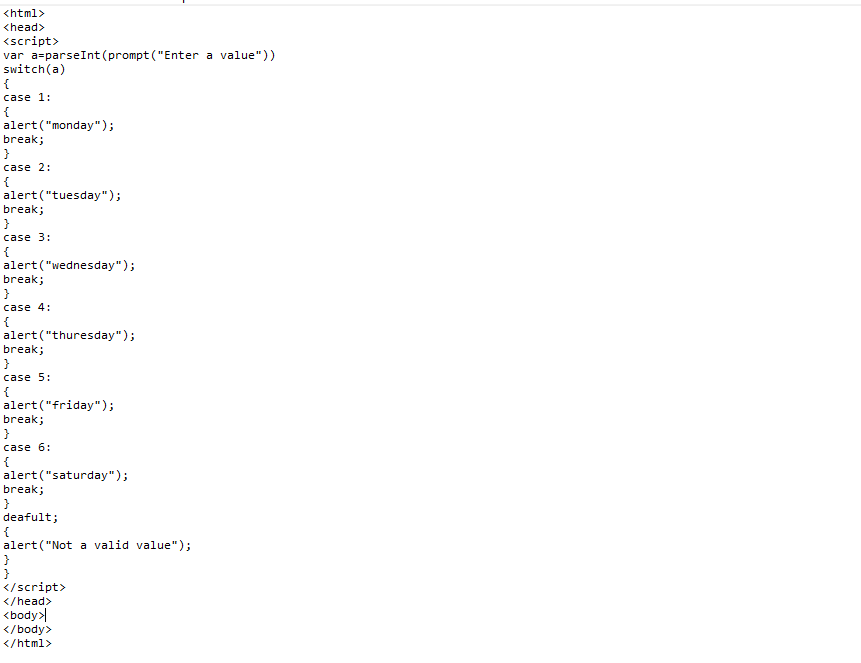 <html>
<head>
<script>
var a=parseInt(prompt("Enter a value"))
switch(a)
{
case 1:
{
alert("monday");
break;
}
case 2:
{
alert("tuesday");
break;
}
case 3:
{
alert("wednesday");
break;
}
case 4:
{
alert("thuresday");
break;
}
case 5:
{
alert("friday");
break;
}
case 6:
{
alert("saturday");
break;
}
deafult;
{
alert("Not a valid value");
}
}
</script>
</head>
<body>
</body>
</html>